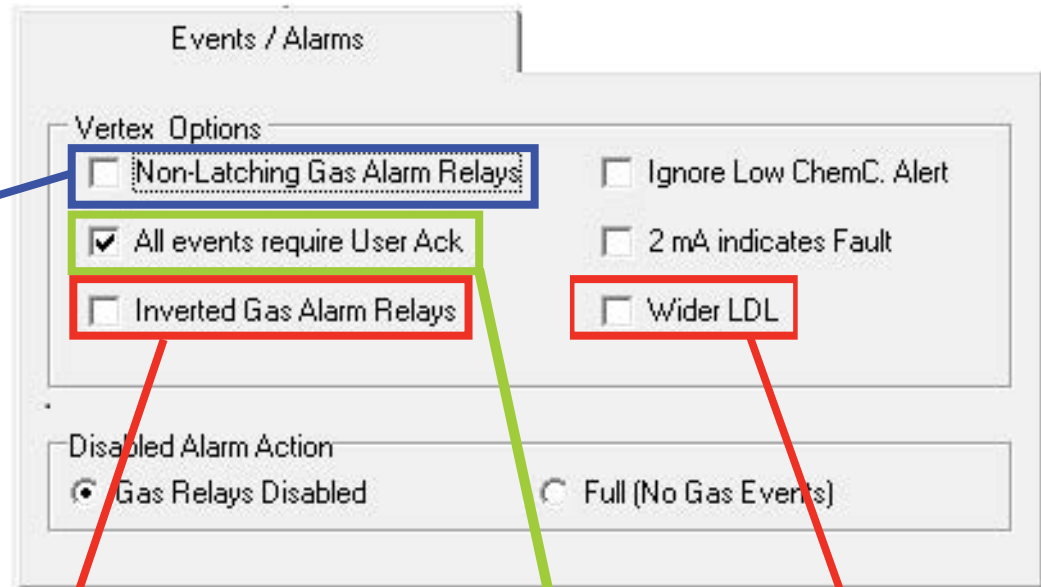 Events / Alarms
Vertex Options
Non-Latching Gas Alarm Relays
Ignore Low ChemC. Alert
All events require User Ack
2 mA indicates Fault
Inverted Gas Alarm Relays
Wider LDL
Disabled Alarm Action
Gas Relays Disabled
Full (No Gas Events)